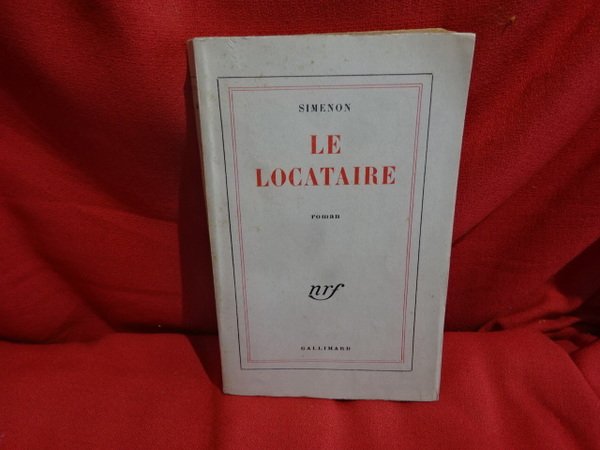 SIMENON
LE
LOCATAIRE
roman
nrf
GALLIMARD